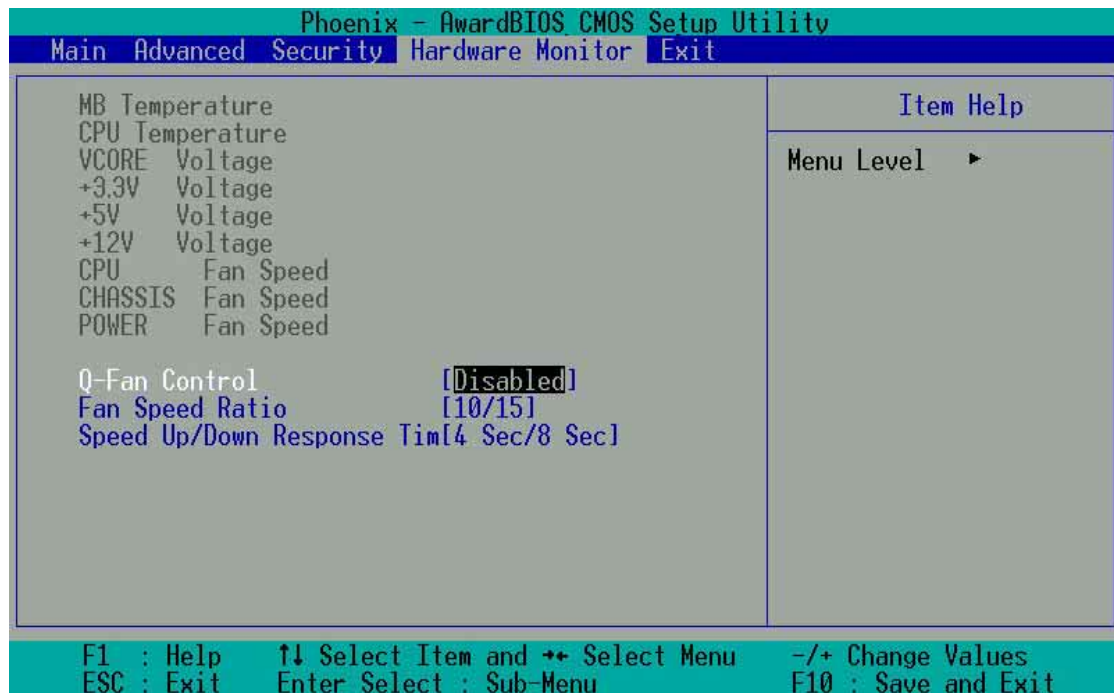 Phoenix - AwardBIOS CMOS Setup Utility
Main Advanced Security Hardware Monitor Exit
MB Temperature
CPU Temperature
VCORE Voltage
+3.3V Voltage
+5V Voltage
+12V Voltage
CPU Fan Speed
CHASSIS Fan Speed
POWER Fan Speed
Q-Fan Control [Disabled]
Fan Speed Ratio [10/15]
Speed Up/Down Response Tim[4 Sec/8 Sec]
Item Help
Menu Level ►
F1 : Help ↑↓ Select Item and →← Select Menu -/+ Change Values
ESC : Exit Enter Select : Sub-Menu F10 : Save and Exit